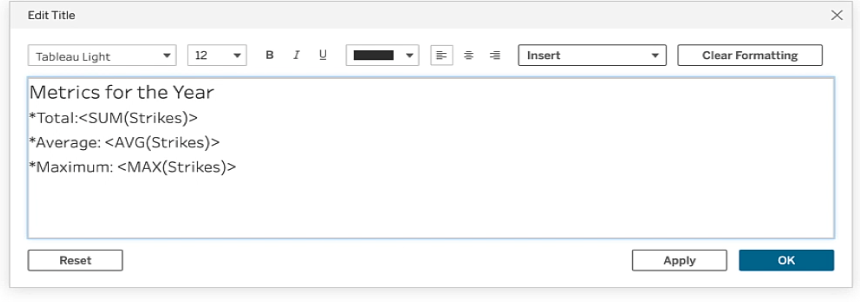 Edit Title
Tableau Light 12 B I U Insert Clear Formatting
Metrics for the Year
*Total:<SUM(Strikes)>
*Average: <AVG(Strikes)>
*Maximum: <MAX(Strikes)>
Reset Apply OK